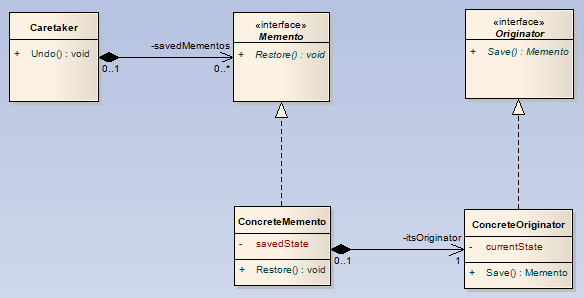 Caretaker
+ Undo() : void
-savedMementos
0..1
0..*
«interface»
Memento
+ Restore() : void
«interface»
Originator
+ Save() : Memento
ConcreteMemento
- savedState
+ Restore() : void
-itsOriginator
0..1
1
ConcreteOriginator
- currentState
+ Save() : Memento